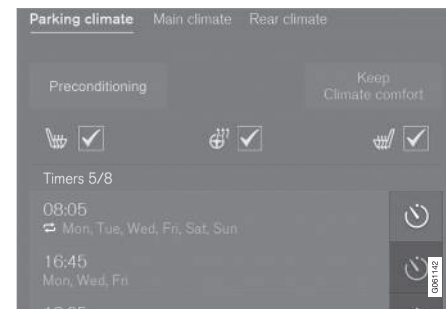 Parking climate Main climate Rear climate
Preconditioning
Keep
Climate comfort
Timers 5/8
08:05
Mon, Tue, Wed, Fri, Sat, Sun
16:45
Mon, Wed, Fri
G061142